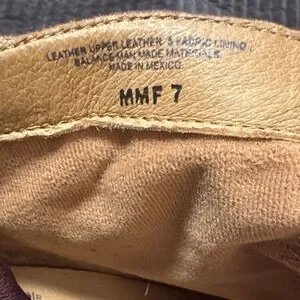 LEATHER UPPER LEATHER & FABRIC LINING
BALANCE MAN MADE MATERIALS.
MADE IN MEXICO.
MMF 7